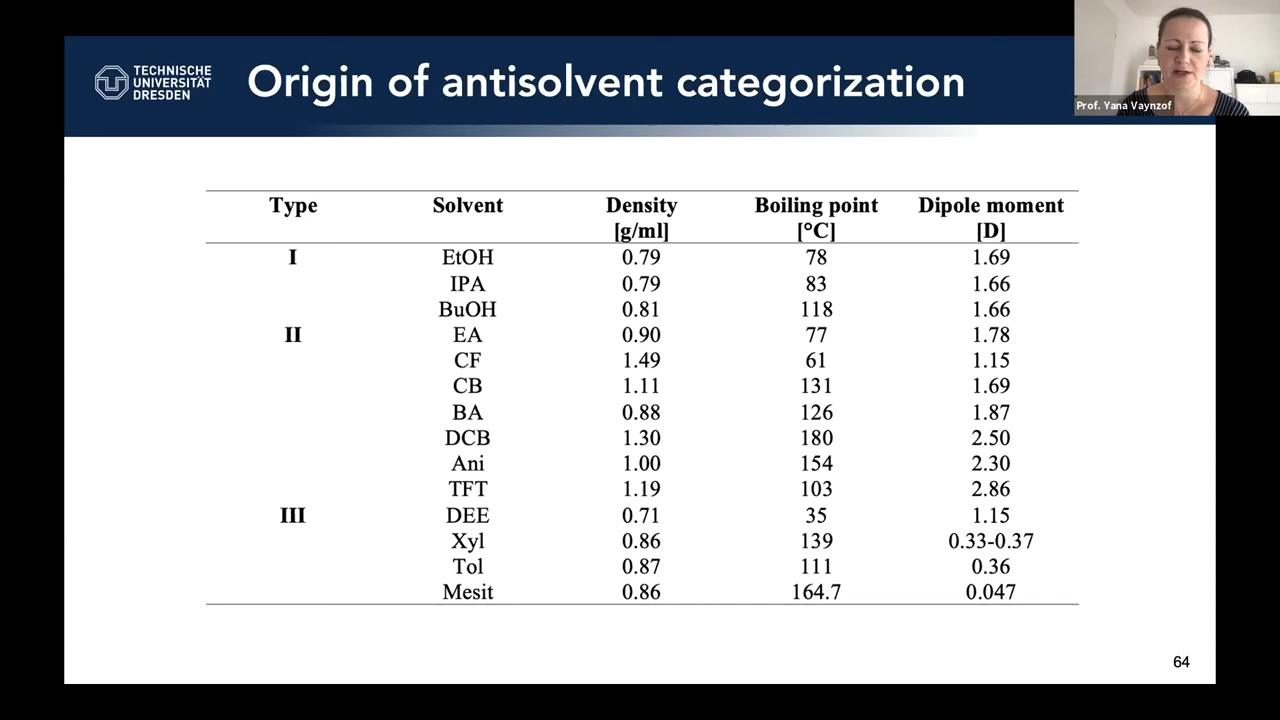 TECHNISCHE
UNIVERSITÄT
DRESDEN
Origin of antisolvent categorization
Prof. Yana Vaynzof
Type Solvent Density [g/ml] Boiling point [°C] Dipole moment [D]
I EtOH 0.79 78 1.69
IPA 0.79 83 1.66
BuOH 0.81 118 1.66
II EA 0.90 77 1.78
CF 1.49 61 1.15
CB 1.11 131 1.69
BA 0.88 126 1.87
DCB 1.30 180 2.50
Ani 1.00 154 2.30
TFT 1.19 103 2.86
III DEE 0.71 35 1.15
Xyl 0.86 139 0.33-0.37
Tol 0.87 111 0.36
Mesit 0.86 164.7 0.047
64